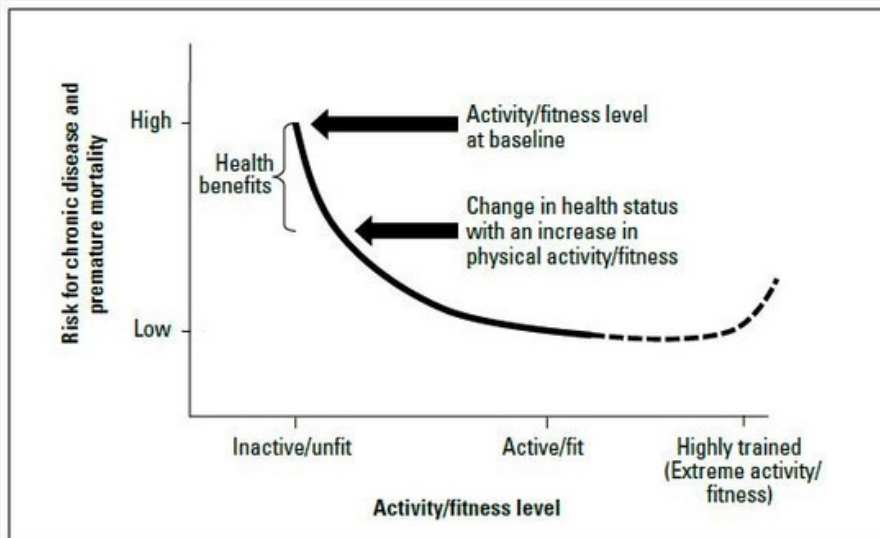 Risk for chronic disease and
premature mortality
High
Low
Health
benefits
Activity/fitness level
at baseline
Change in health status
with an increase in
physical activity/fitness
Inactive/unfit
Active/fit
Highly trained
(Extreme activity/
fitness)
Activity/fitness level